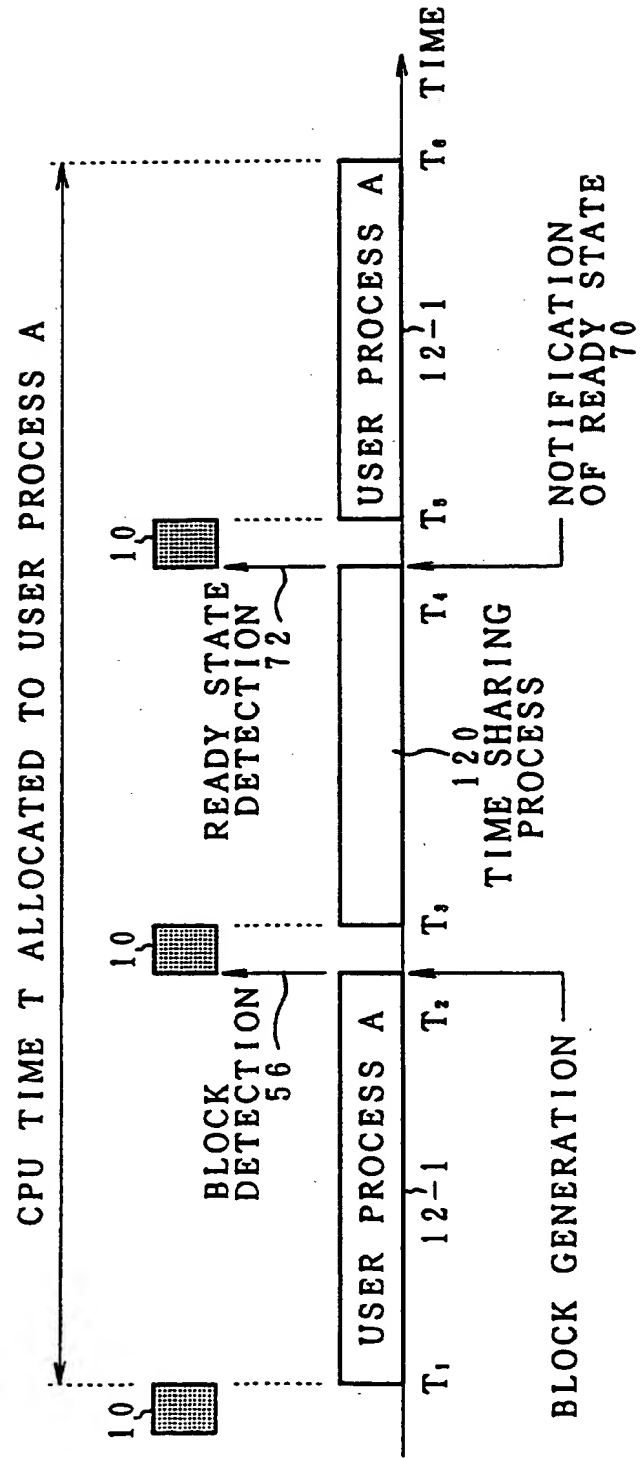 CPU TIME T ALLOCATED TO USER PROCESS A
10
10
10
BLOCK
DETECTION
56
READY STATE
DETECTION
72
USER PROCESS A
USER PROCESS A
T₁
12-1
T₂
T₃
120
TIME SHARING
PROCESS
T₄
T₅
12-1
T₆
TIME
BLOCK GENERATION
NOTIFICATION
OF READY STATE
70